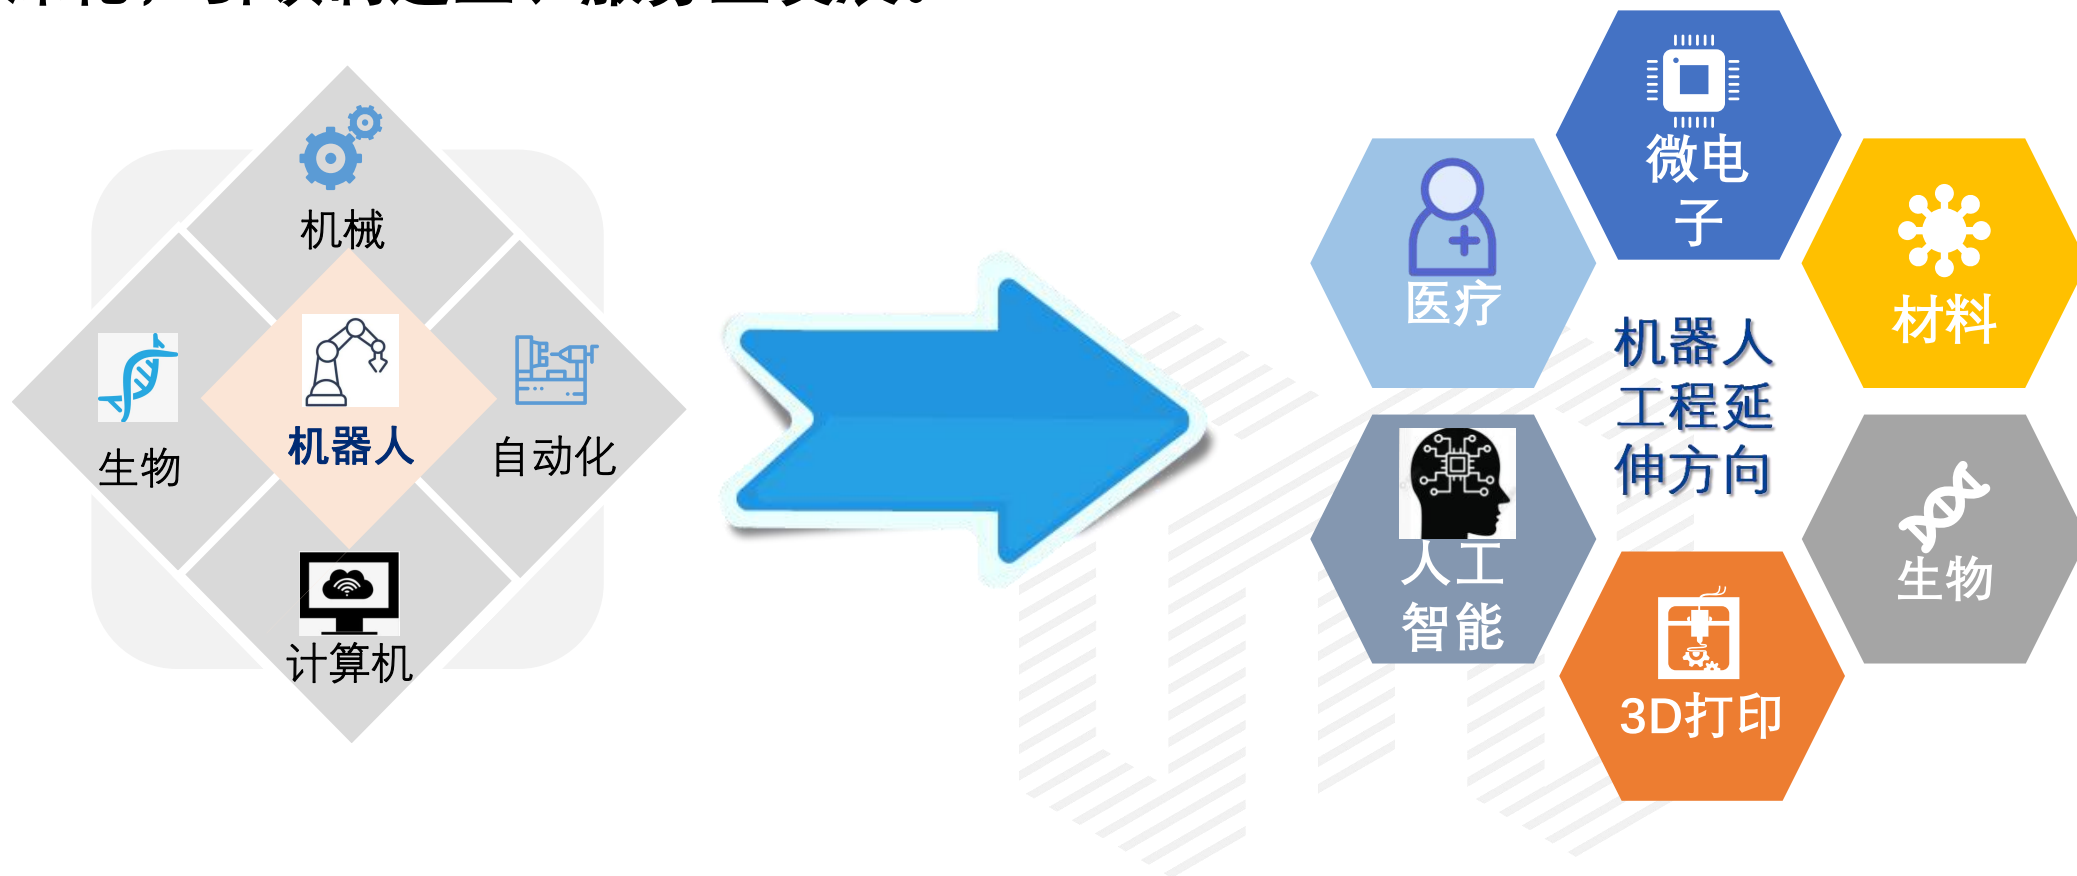 机械
生物
机器人
自动化
计算机
微电
子
医疗
材料
机器人
工程延
伸方向
人工
智能
生物
3D打印